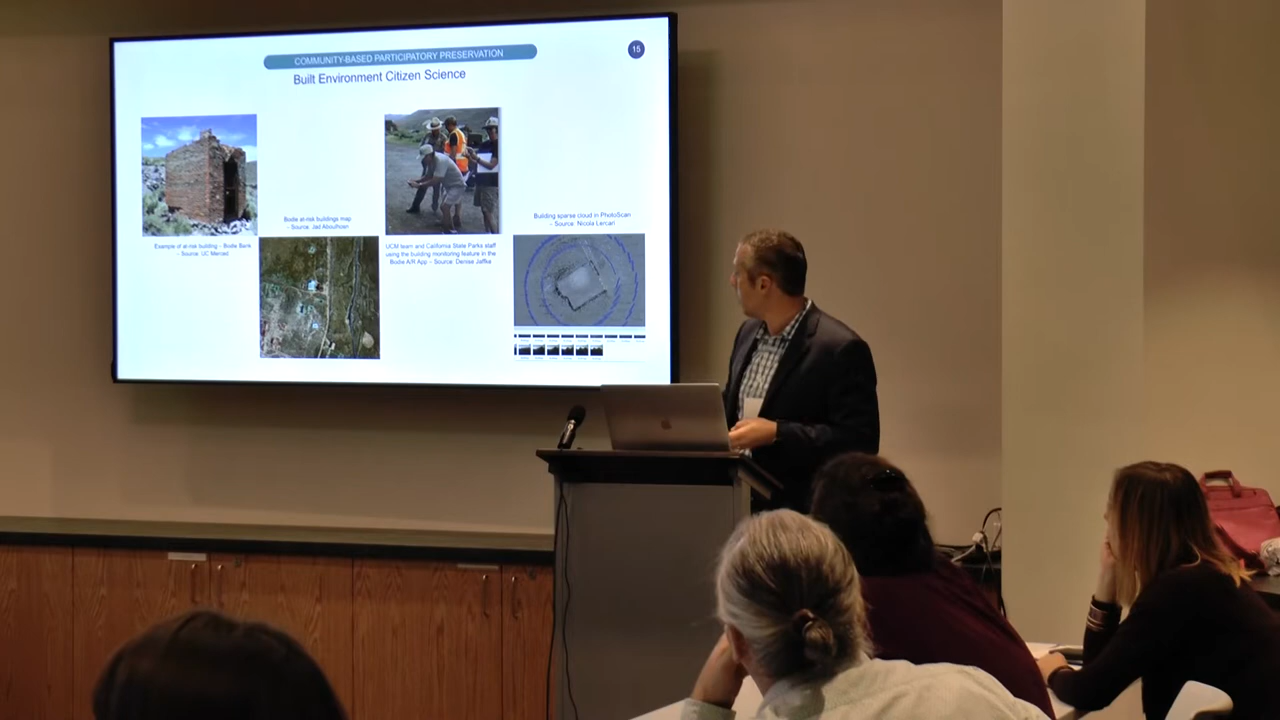 COMMUNITY-BASED PARTICIPATORY PRESERVATION
15
Built Environment Citizen Science
Example of at-risk building – Bodie Bank
– Source: UC Merced
Bodie at-risk buildings map
– Source: Jad Aboulhosn
UCM team and California State Parks staff
using the building monitoring feature in the
Bodie A/R App – Source: Denise Jaffke
Building sparse cloud in PhotoScan
– Source: Nicola Lercari